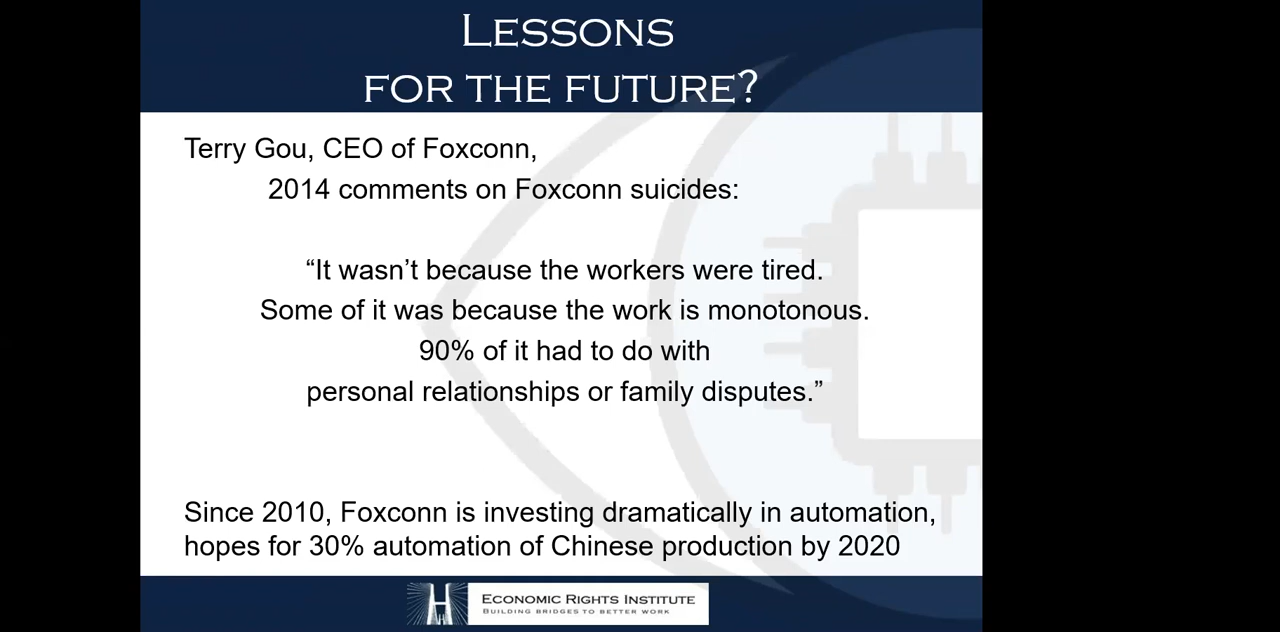 LESSONS
FOR THE FUTURE?
Terry Gou, CEO of Foxconn,
2014 comments on Foxconn suicides:
“It wasn’t because the workers were tired.
Some of it was because the work is monotonous.
90% of it had to do with
personal relationships or family disputes.”
Since 2010, Foxconn is investing dramatically in automation,
hopes for 30% automation of Chinese production by 2020
ECONOMIC RIGHTS INSTITUTE
BUILDING BRIDGES TO BETTER WORK